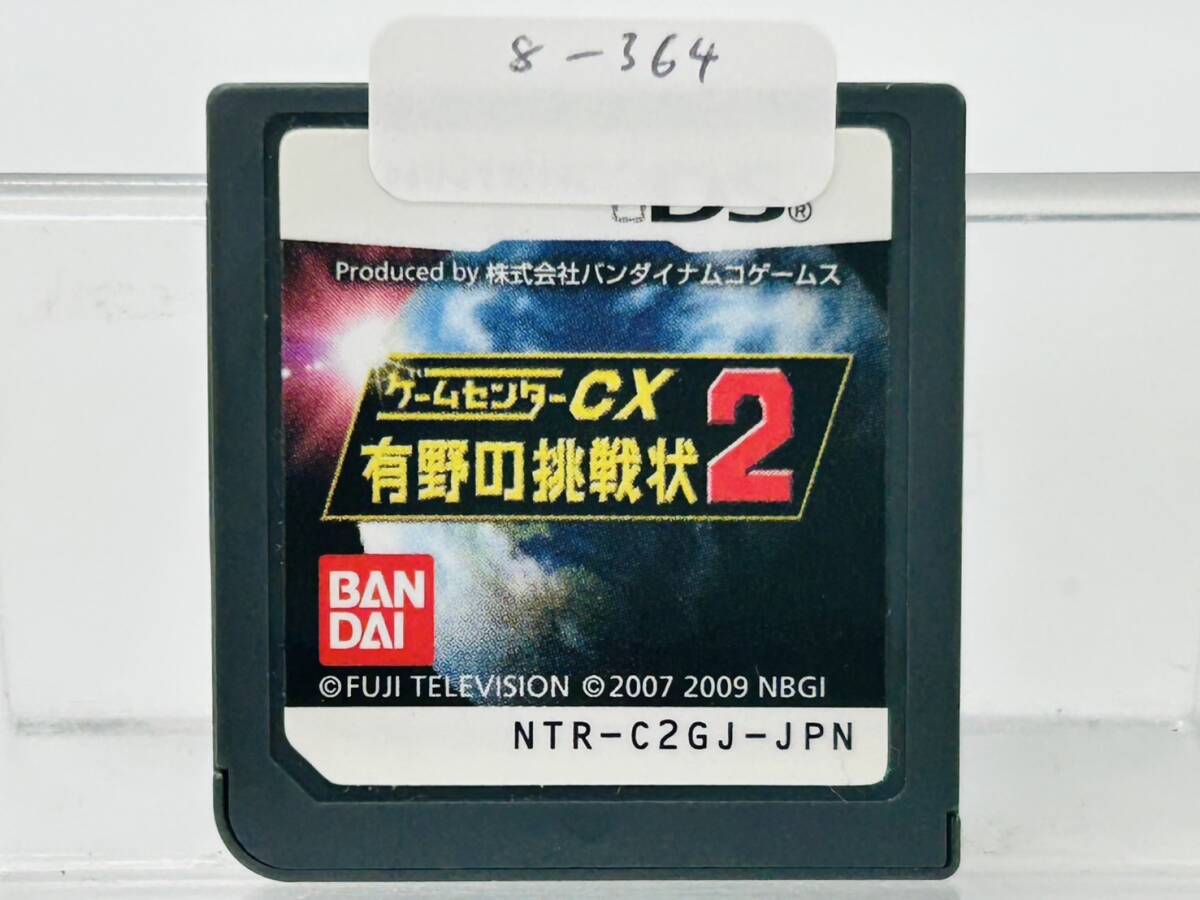 8-364
DS®
Produced by 株式会社バンダイナムコゲームス
ゲームセンターCX
有野の挑戦状2
BAN
DAI
©FUJI TELEVISION ©2007 2009 NBGI
NTR-C2GJ-JPN